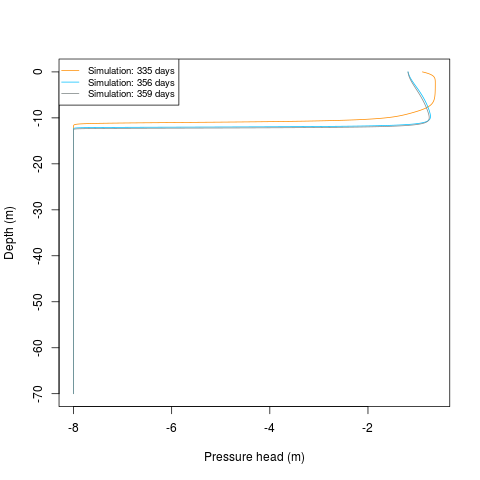 Simulation: 335 days
Simulation: 356 days
Simulation: 359 days
0
-10
-20
-30
-40
-50
-60
-70
Depth (m)
-8 -6 -4 -2
Pressure head (m)